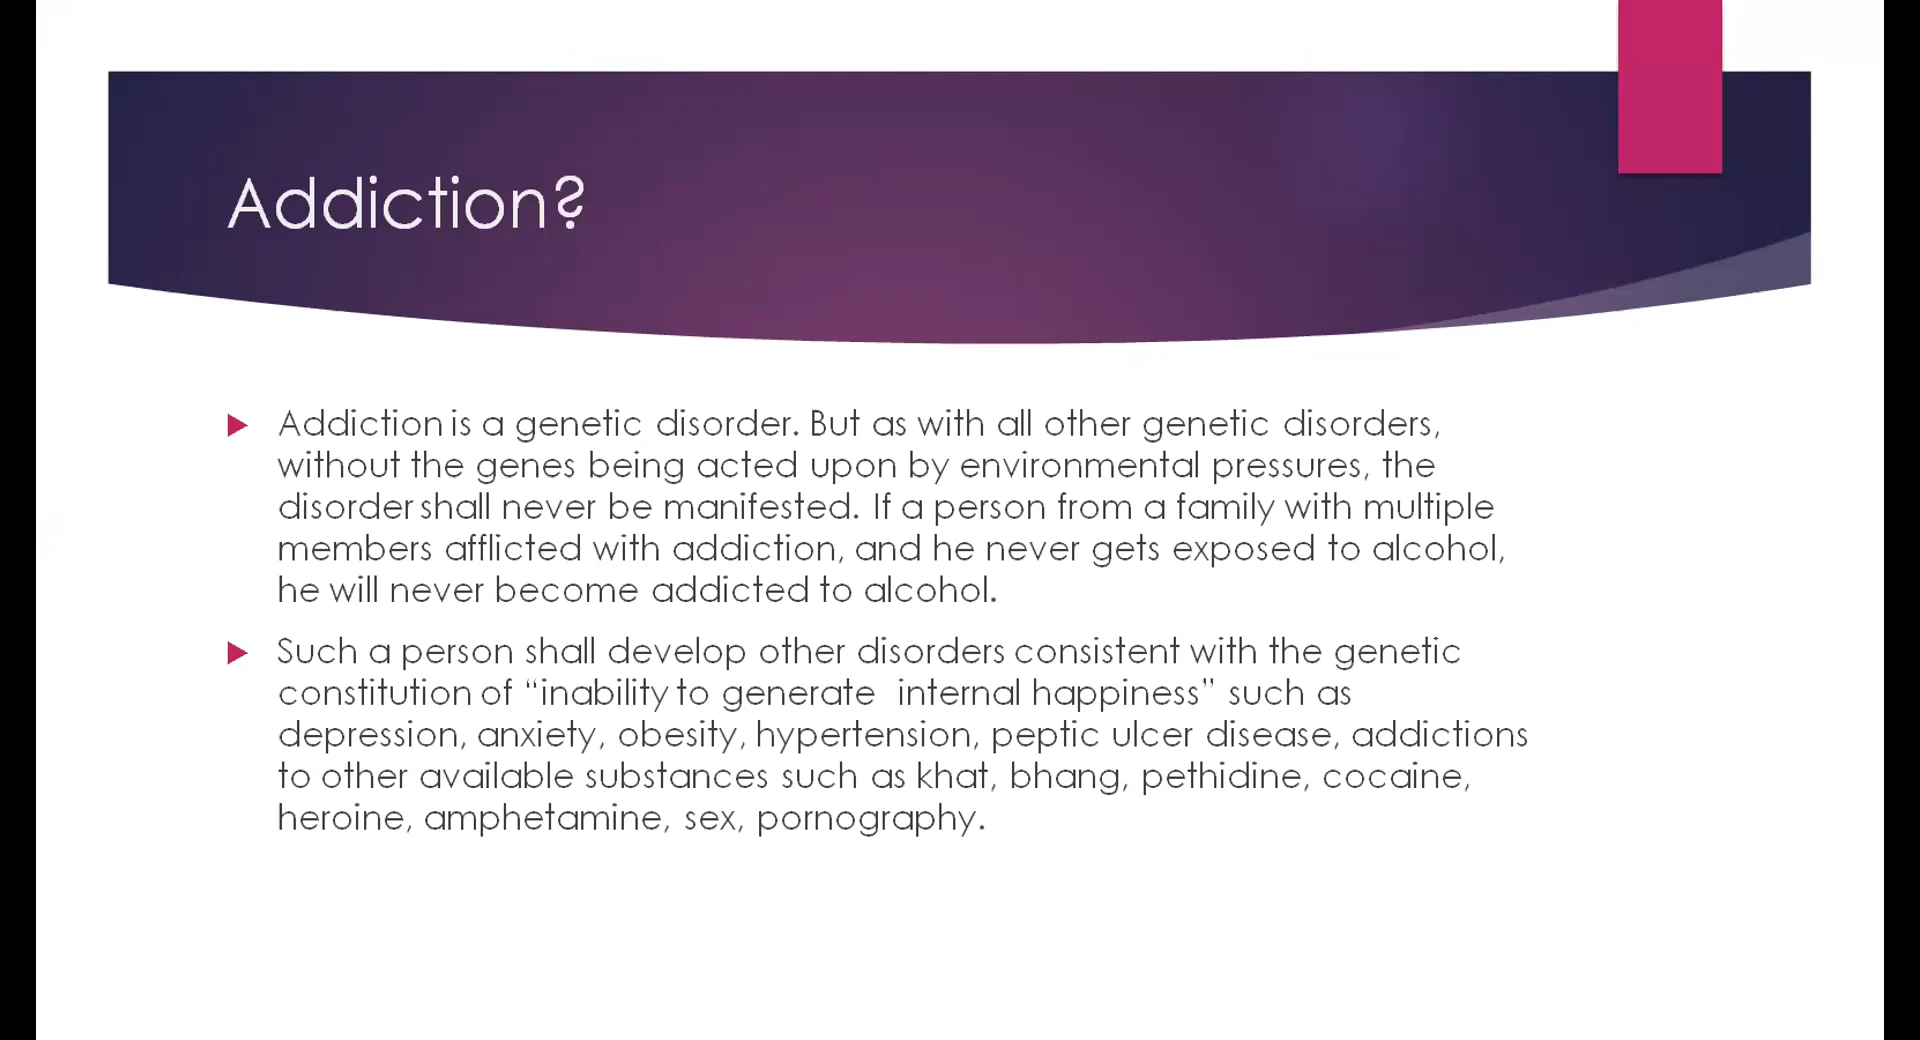 Addiction?
Addiction is a genetic disorder. But as with all other genetic disorders,
without the genes being acted upon by environmental pressures, the
disorder shall never be manifested. If a person from a family with multiple
members afflicted with addiction, and he never gets exposed to alcohol,
he will never become addicted to alcohol.
Such a person shall develop other disorders consistent with the genetic
constitution of “inability to generate  internal happiness” such as
depression, anxiety, obesity, hypertension, peptic ulcer disease, addictions
to other available substances such as khat, bhang, pethidine, cocaine,
heroine, amphetamine, sex, pornography.